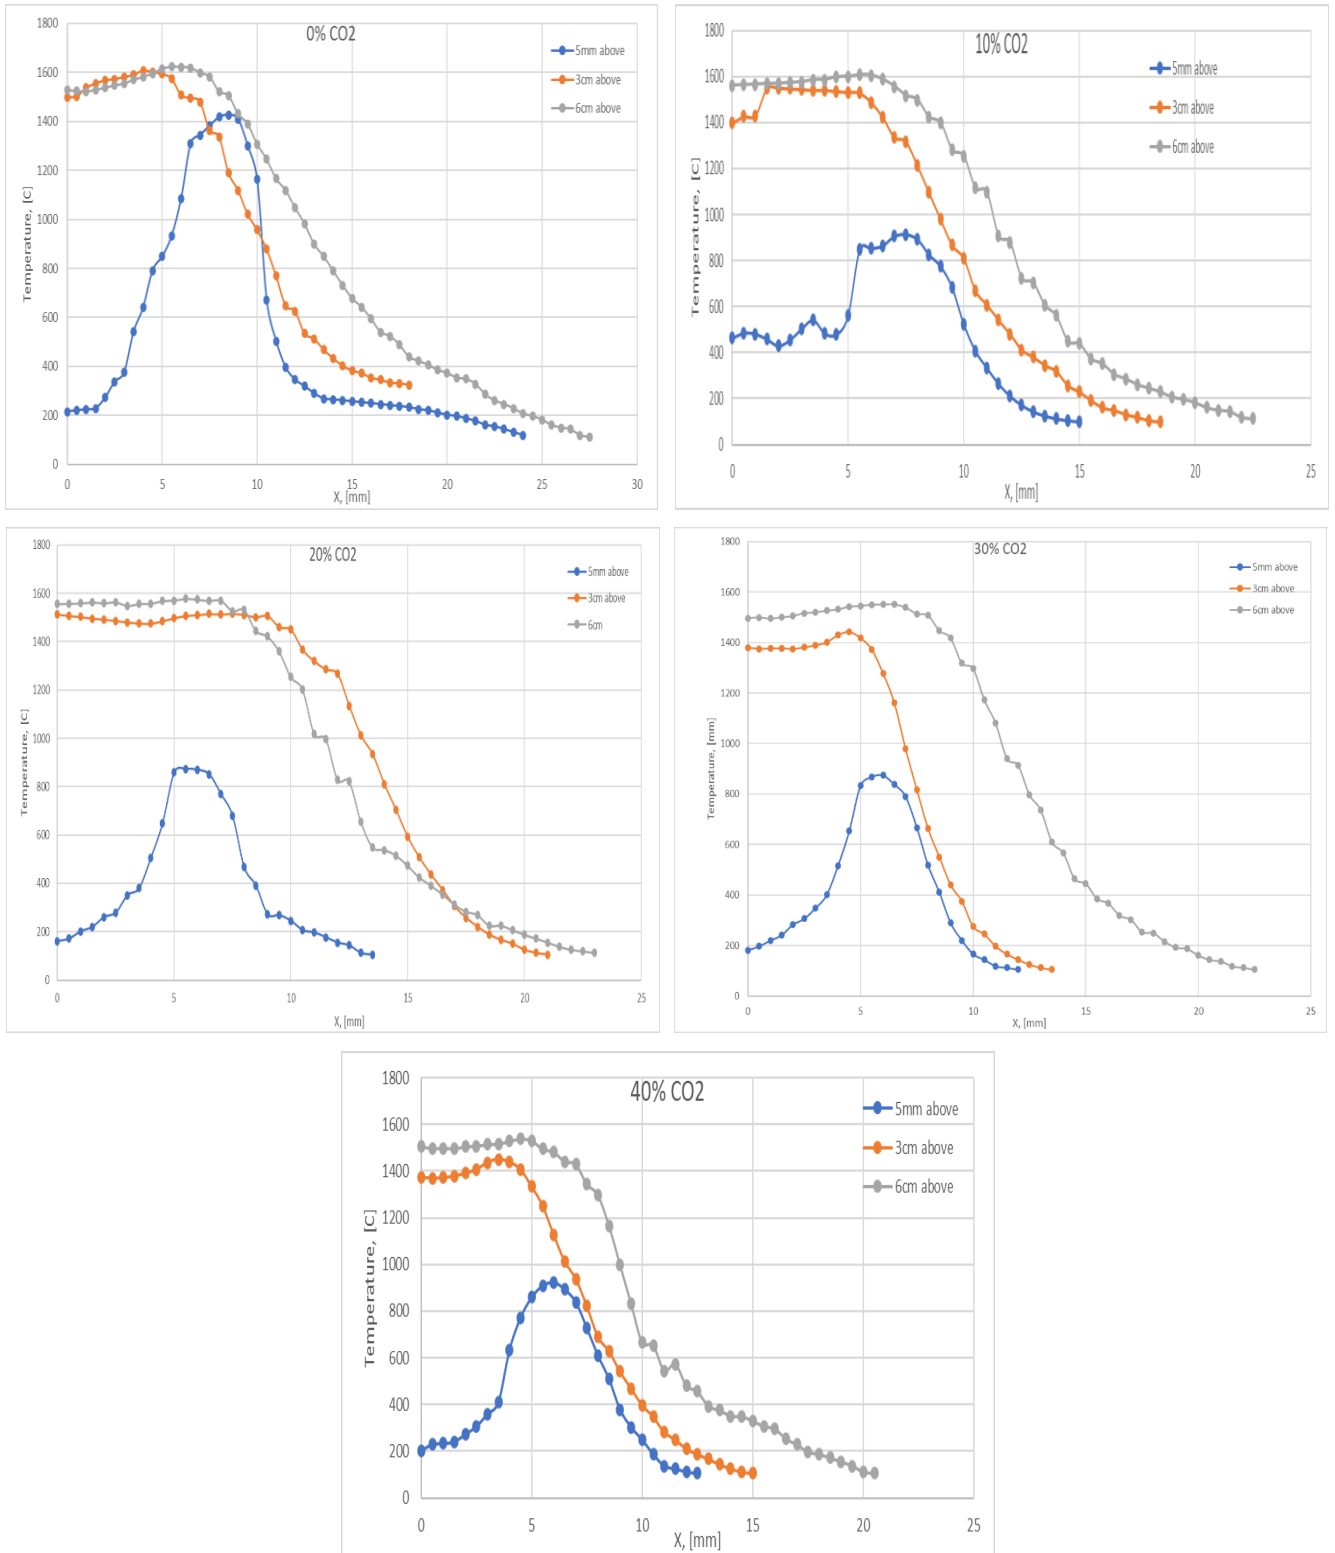 0% CO2
1800
1600
1400
1200
1000
800
600
400
200
0
Temperature, [C]
5mm above
3cm above
6cm above
0 5 10 15 20 25 30
X, [mm]
10% CO2
1800
1600
1400
1200
1000
800
600
400
200
0
Temperature, [C]
5mm above
3cm above
6cm above
0 5 10 15 20 25
X, [mm]
20% CO2
1800
1600
1400
1200
1000
800
600
400
200
0
Temperature, [C]
5mm above
3cm above
6cm
0 5 10 15 20 25
X, [mm]
30% CO2
1800
1600
1400
1200
1000
800
600
400
200
0
Temperature, [mm]
5mm above
3cm above
6cm above
0 5 10 15 20 25
X, [mm]
40% CO2
1800
1600
1400
1200
1000
800
600
400
200
0
Temperature, [C]
5mm above
3cm above
6cm above
0 5 10 15 20 25
X, [mm]